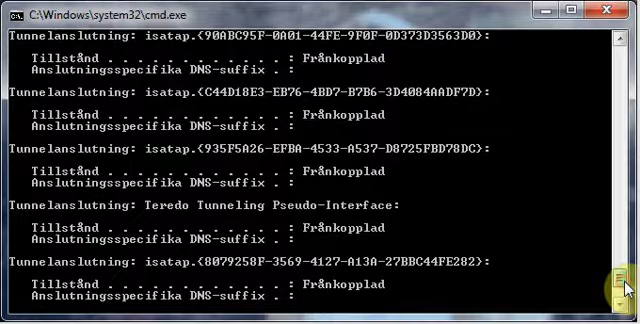 C:\Windows\system32\cmd.exe
Tunnelanslutning: isatap.{90ABC95F-0A01-44FE-9F0F-0D373D3563D0}:
Tillstånd . . . . . . . . . . . . : Frånkopplad
Anslutningsspecifika DNS-suffix . :
Tunnelanslutning: isatap.{C44D18E3-EB76-4BD7-B7B6-3D4084AADF7D}:
Tillstånd . . . . . . . . . . . . : Frånkopplad
Anslutningsspecifika DNS-suffix . :
Tunnelanslutning: isatap.{935F5A26-EFBA-4533-A537-D8725FBD78DC}:
Tillstånd . . . . . . . . . . . . : Frånkopplad
Anslutningsspecifika DNS-suffix . :
Tunnelanslutning: Teredo Tunneling Pseudo-Interface:
Tillstånd . . . . . . . . . . . . : Frånkopplad
Anslutningsspecifika DNS-suffix . :
Tunnelanslutning: isatap.{8079258F-3569-4127-A13A-27BBC44FE282}:
Tillstånd . . . . . . . . . . . . : Frånkopplad
Anslutningsspecifika DNS-suffix . :